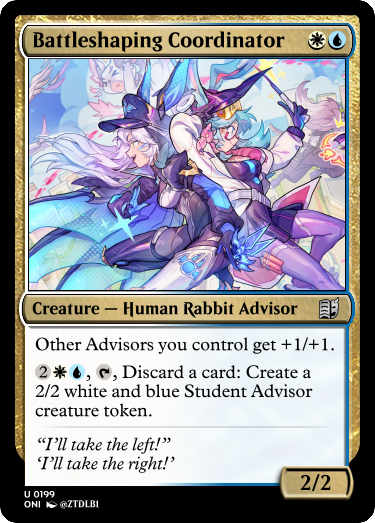 Battleshaping Coordinator
Creature — Human Rabbit Advisor
Other Advisors you control get +1/+1.
2, Discard a card: Create a
2/2 white and blue Student Advisor
creature token.
“I’ll take the left!”
‘I’ll take the right!’
2/2
U 0199
ONI @ZTDLB1